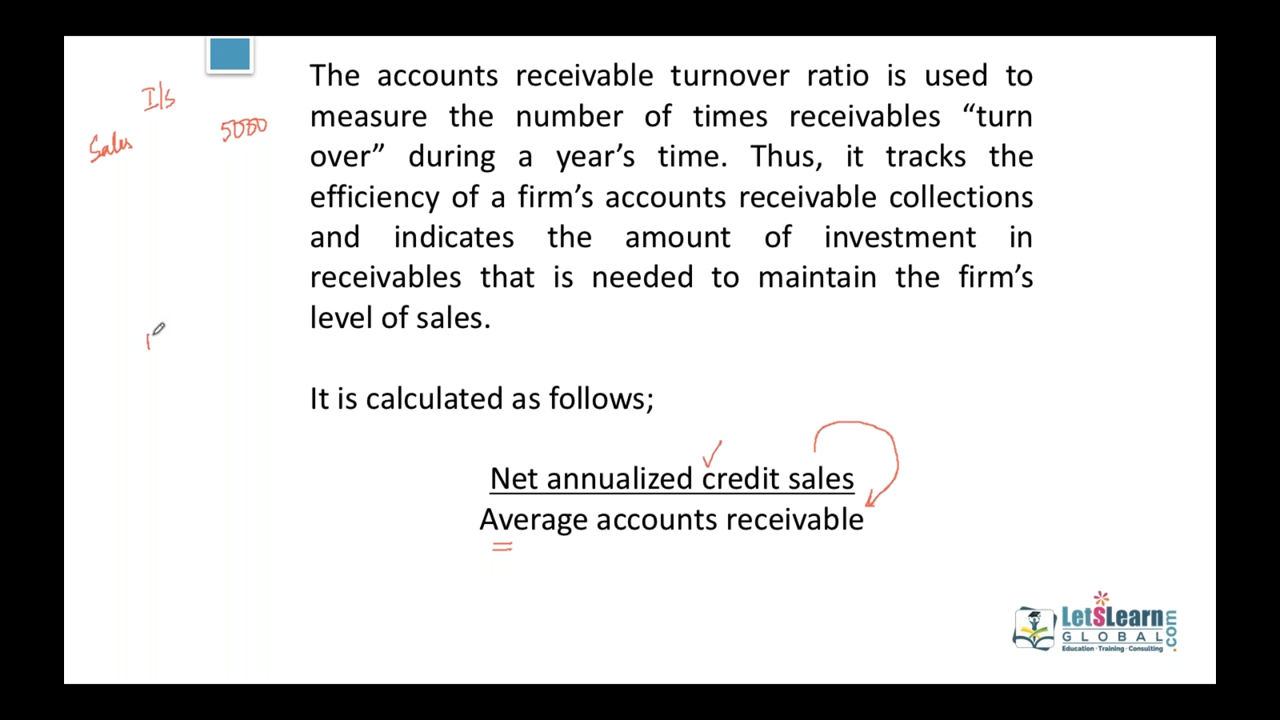 I/s
Sales 5000
The accounts receivable turnover ratio is used to
measure the number of times receivables “turn
over” during a year’s time. Thus, it tracks the
efficiency of a firm’s accounts receivable collections
and indicates the amount of investment in
receivables that is needed to maintain the firm’s
level of sales.
It is calculated as follows;
Net annualized credit sales
Average accounts receivable
LetSLearn
GLOBAL
.com
Education · Training · Consulting